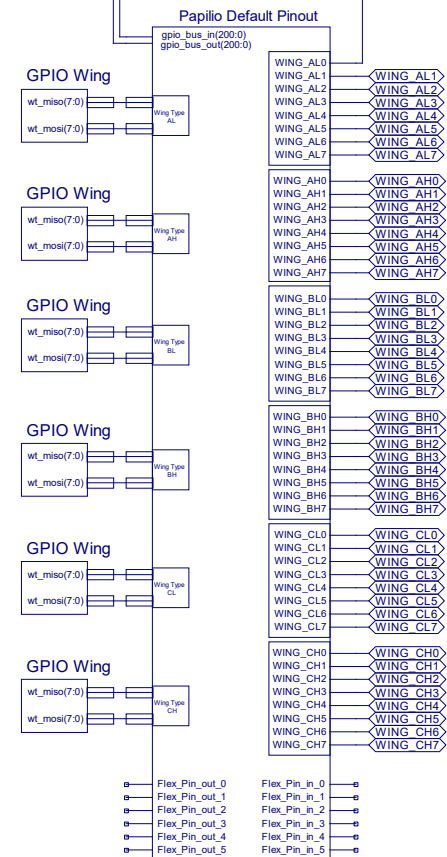 Papilio Default Pinout
gpio_bus_in(200:0)
gpio_bus_out(200:0)
GPIO Wing
wt_miso(7:0)
wt_mosi(7:0)
Wing Type
AL
WING_AL0
WING_AL1 WING_AL1
WING_AL2 WING_AL2
WING_AL3 WING_AL3
WING_AL4 WING_AL4
WING_AL5 WING_AL5
WING_AL6 WING_AL6
WING_AL7 WING_AL7
GPIO Wing
wt_miso(7:0)
wt_mosi(7:0)
Wing Type
AH
WING_AH0 WING_AH0
WING_AH1 WING_AH1
WING_AH2 WING_AH2
WING_AH3 WING_AH3
WING_AH4 WING_AH4
WING_AH5 WING_AH5
WING_AH6 WING_AH6
WING_AH7 WING_AH7
GPIO Wing
wt_miso(7:0)
wt_mosi(7:0)
Wing Type
BL
WING_BL0 WING_BL0
WING_BL1 WING_BL1
WING_BL2 WING_BL2
WING_BL3 WING_BL3
WING_BL4 WING_BL4
WING_BL5 WING_BL5
WING_BL6 WING_BL6
WING_BL7 WING_BL7
GPIO Wing
wt_miso(7:0)
wt_mosi(7:0)
Wing Type
BH
WING_BH0 WING_BH0
WING_BH1 WING_BH1
WING_BH2 WING_BH2
WING_BH3 WING_BH3
WING_BH4 WING_BH4
WING_BH5 WING_BH5
WING_BH6 WING_BH6
WING_BH7 WING_BH7
GPIO Wing
wt_miso(7:0)
wt_mosi(7:0)
Wing Type
CL
WING_CL0 WING_CL0
WING_CL1 WING_CL1
WING_CL2 WING_CL2
WING_CL3 WING_CL3
WING_CL4 WING_CL4
WING_CL5 WING_CL5
WING_CL6 WING_CL6
WING_CL7 WING_CL7
GPIO Wing
wt_miso(7:0)
wt_mosi(7:0)
Wing Type
CH
WING_CH0 WING_CH0
WING_CH1 WING_CH1
WING_CH2 WING_CH2
WING_CH3 WING_CH3
WING_CH4 WING_CH4
WING_CH5 WING_CH5
WING_CH6 WING_CH6
WING_CH7 WING_CH7
Flex_Pin_out_0 Flex_Pin_in_0
Flex_Pin_out_1 Flex_Pin_in_1
Flex_Pin_out_2 Flex_Pin_in_2
Flex_Pin_out_3 Flex_Pin_in_3
Flex_Pin_out_4 Flex_Pin_in_4
Flex_Pin_out_5 Flex_Pin_in_5